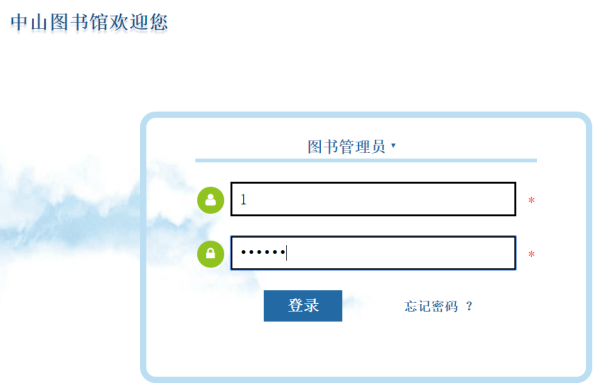 中山图书馆欢迎您
图书管理员▼
1 *
•••••• *
登录 忘记密码 ？